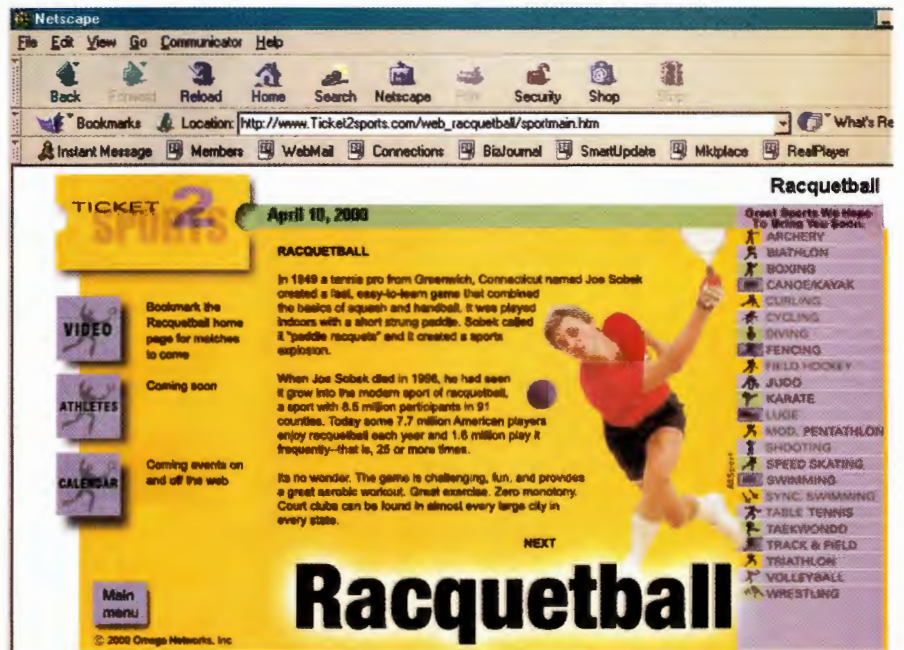 Netscape
File Edit View Go Communicator Help
Back Forward Reload Home Search Netscape Print Security Shop Stop
Bookmarks Location: http://www.Ticket2sports.com/web_racquetball/sportmain.htm What's Re
Instant Message Members WebMail Connections BizJournal SmartUpdate Mktplace RealPlayer
Racquetball
TICKET 2
SPORTS
April 10, 2000
VIDEO
Bookmark the
Racquetball home
page for matches
to come
ATHLETES
Coming soon
CALENDAR
Coming events on
and off the web
Main
menu
© 2000 Omega Networks, Inc
RACQUETBALL
In 1949 a tennis pro from Greenwich, Connecticut named Joe Sobek
created a fast, easy-to-learn game that combined
the basics of squash and handball. It was played
indoors with a short strung paddle. Sobek called
it "paddle racquets" and it created a sports
explosion.
When Joe Sobek died in 1998, he had seen
it grow into the modern sport of racquetball,
a sport with 8.5 million participants in 91
counties. Today some 7.7 million American players
enjoy racquetball each year and 1.6 million play it
frequently--that is, 25 or more times.
Its no wonder. The game is challenging, fun, and provides
a great aerobic workout. Great exercise. Zero monotony.
Court clubs can be found in almost every large city in
every state.
NEXT
Racquetball
AllSport
Great Sports We Hope
To Bring You Soon:
ARCHERY
BIATHLON
BOXING
CANOE/KAYAK
CURLING
CYCLING
DIVING
FENCING
FIELD HOCKEY
JUDO
KARATE
LUGE
MOD. PENTATHLON
SHOOTING
SPEED SKATING
SWIMMING
SYNC. SWIMMING
TABLE TENNIS
TAEKWONDO
TRACK & FIELD
TRIATHLON
VOLLEYBALL
WRESTLING